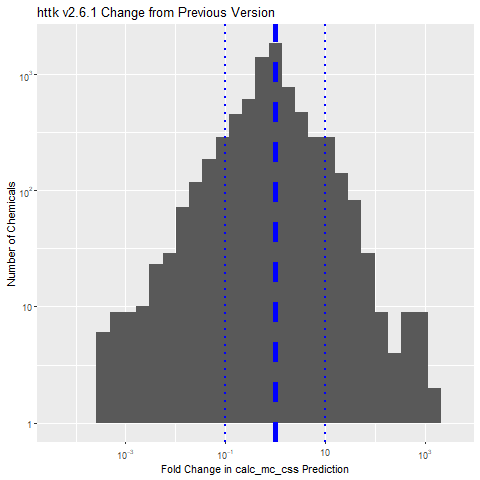 httk v2.6.1 Change from Previous Version
Number of Chemicals
10³
10²
10
1
10⁻³
10⁻¹
10
10³
Fold Change in calc_mc_css Prediction